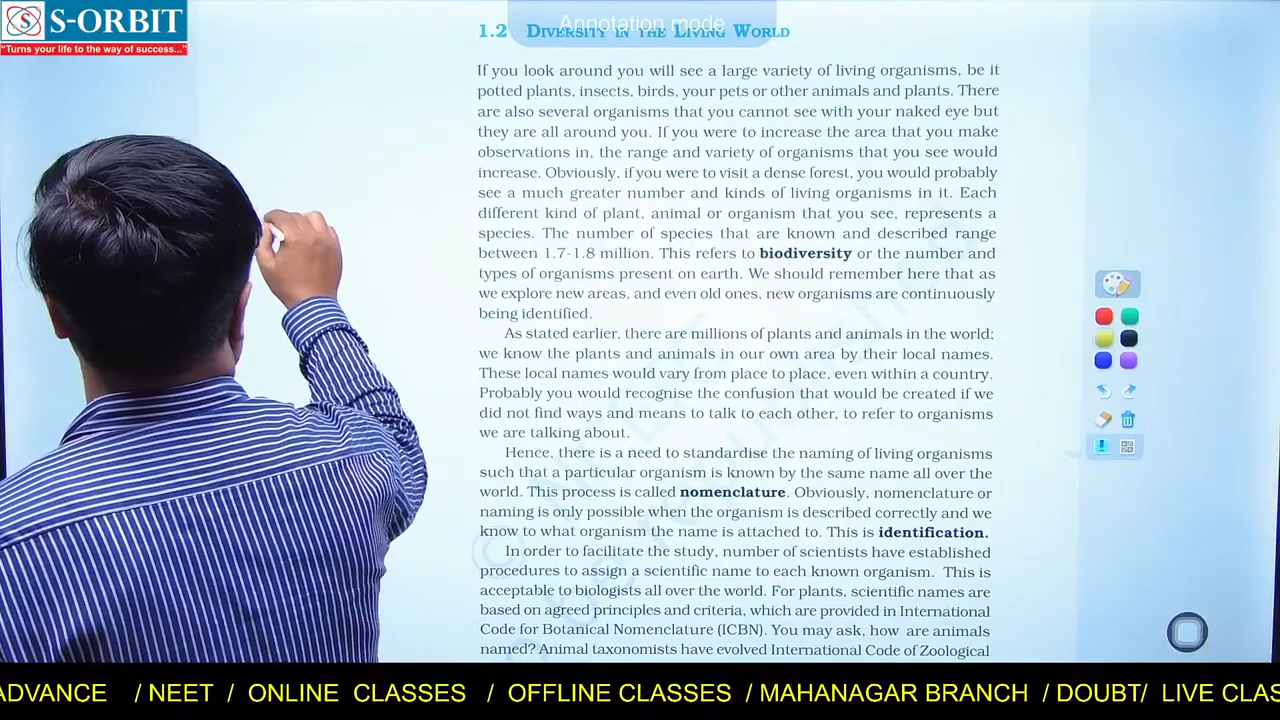 S-ORBIT
"Turns your life to the way of success..."
Annotation mode
1.2 DIVERSITY IN THE LIVING WORLD
If you look around you will see a large variety of living organisms, be it
potted plants, insects, birds, your pets or other animals and plants. There
are also several organisms that you cannot see with your naked eye but
they are all around you. If you were to increase the area that you make
observations in, the range and variety of organisms that you see would
increase. Obviously, if you were to visit a dense forest, you would probably
see a much greater number and kinds of living organisms in it. Each
different kind of plant, animal or organism that you see, represents a
species. The number of species that are known and described range
between 1.7-1.8 million. This refers to biodiversity or the number and
types of organisms present on earth. We should remember here that as
we explore new areas, and even old ones, new organisms are continuously
being identified.
As stated earlier, there are millions of plants and animals in the world;
we know the plants and animals in our own area by their local names.
These local names would vary from place to place, even within a country.
Probably you would recognise the confusion that would be created if we
did not find ways and means to talk to each other, to refer to organisms
we are talking about.
Hence, there is a need to standardise the naming of living organisms
such that a particular organism is known by the same name all over the
world. This process is called nomenclature. Obviously, nomenclature or
naming is only possible when the organism is described correctly and we
know to what organism the name is attached to. This is identification.
In order to facilitate the study, number of scientists have established
procedures to assign a scientific name to each known organism. This is
acceptable to biologists all over the world. For plants, scientific names are
based on agreed principles and criteria, which are provided in International
Code for Botanical Nomenclature (ICBN). You may ask, how are animals
named? Animal taxonomists have evolved International Code of Zoological
ADVANCE / NEET / ONLINE CLASSES / OFFLINE CLASSES / MAHANAGAR BRANCH / DOUBT/ LIVE CLAS